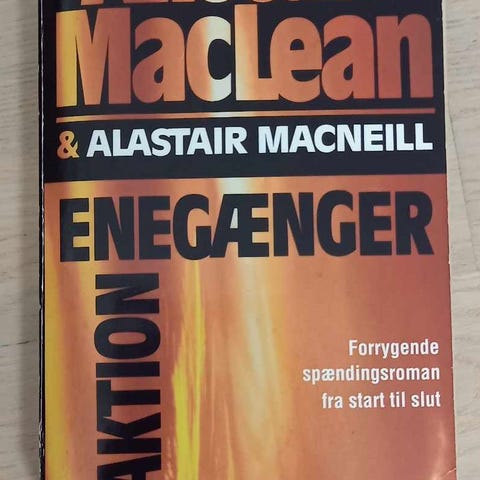 MACLEAN
& ALASTAIR MACNEILL
ENEGÆNGER
AKTION
Forrygende
spændingsroman
fra start til slut